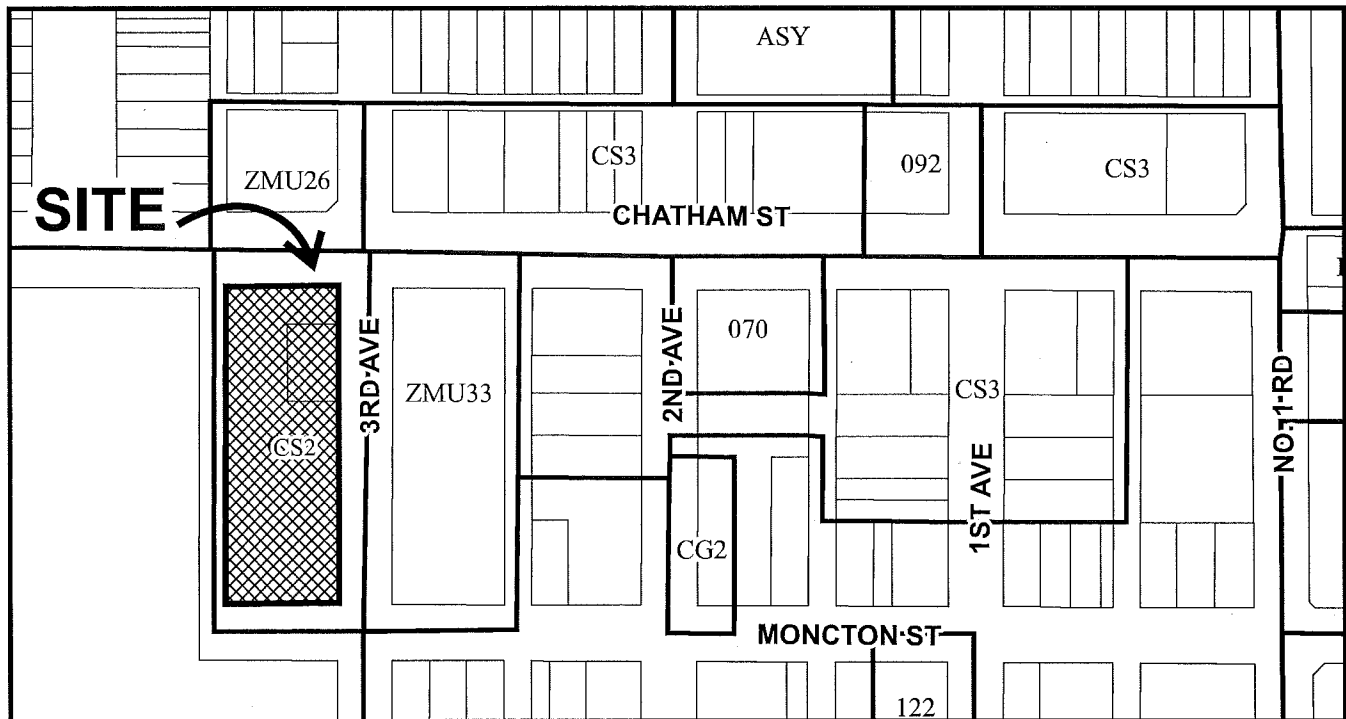 ASY
CS3
092
CS3
ZMU26
SITE
CHATHAM ST
3RD AVE
2ND AVE
070
ZMU33
CS3
NO. 1 RD
CS2
1ST AVE
CG2
MONCTON ST
122